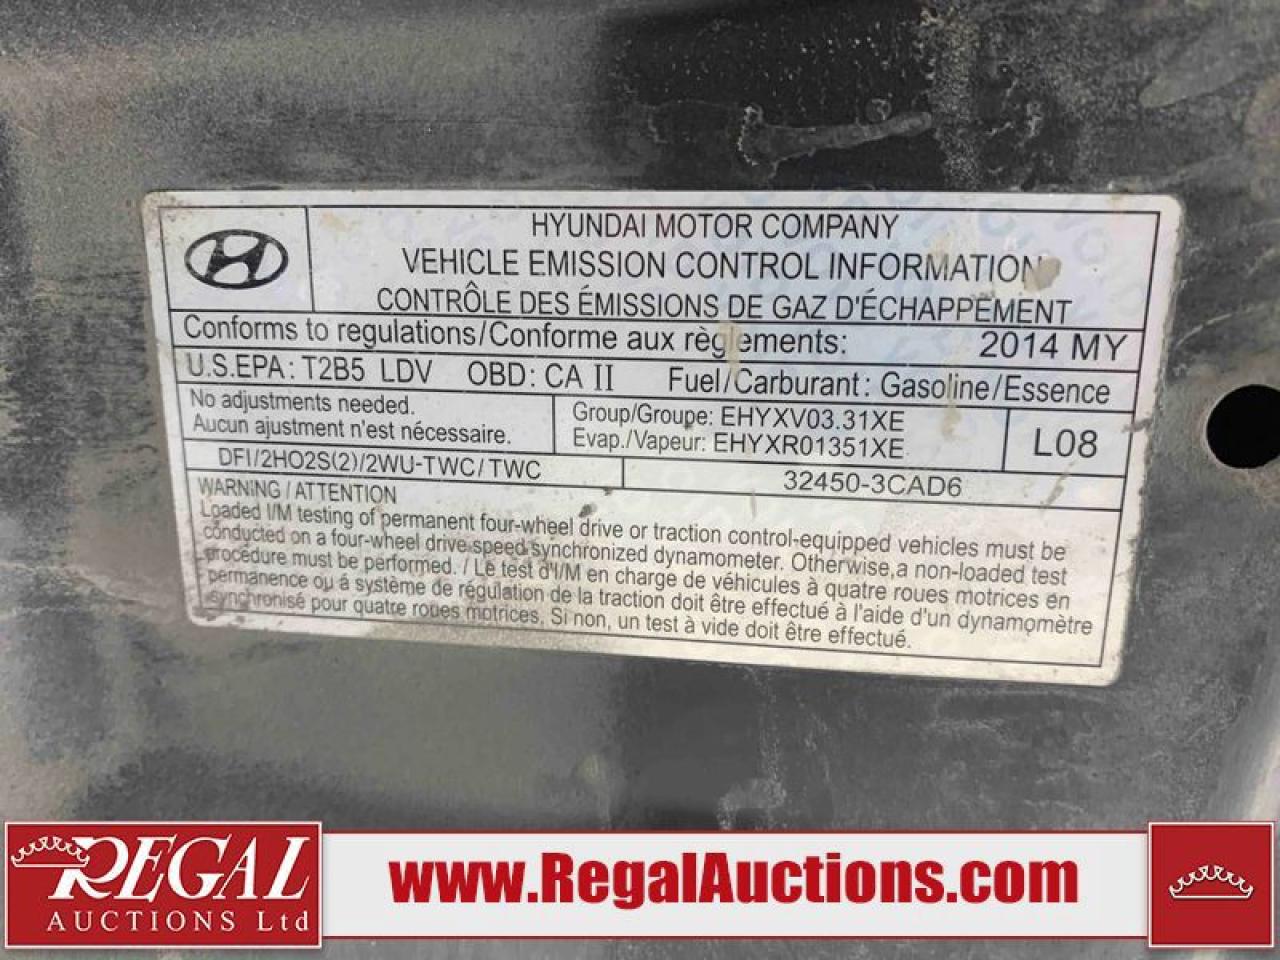 HYUNDAI MOTOR COMPANY
VEHICLE EMISSION CONTROL INFORMATION
CONTRÔLE DES ÉMISSIONS DE GAZ D'ÉCHAPPEMENT
Conforms to regulations/Conforme aux règlements: 2014 MY
U.S.EPA: T2B5 LDV OBD: CA II Fuel/Carburant: Gasoline/Essence
No adjustments needed.
Aucun ajustment n'est nécessaire.
Group/Groupe: EHYXV03.31XE
Evap./Vapeur: EHYXR01351XE
L08
DFI/2HO2S(2)/2WU-TWC/TWC
32450-3CAD6
WARNING / ATTENTION
Loaded I/M testing of permanent four-wheel drive or traction control-equipped vehicles must be
conducted on a four-wheel drive speed synchronized dynamometer. Otherwise,a non-loaded test
procedure must be performed. / Le test d'I/M en charge de véhicules à quatre roues motrices en
permanence ou á système de régulation de la traction doit être effectué à l'aide d'un dynamomètre
synchronisé pour quatre roues motrices. Si non, un test à vide doit être effectué.
REGAL
AUCTIONS Ltd
www.RegalAuctions.com